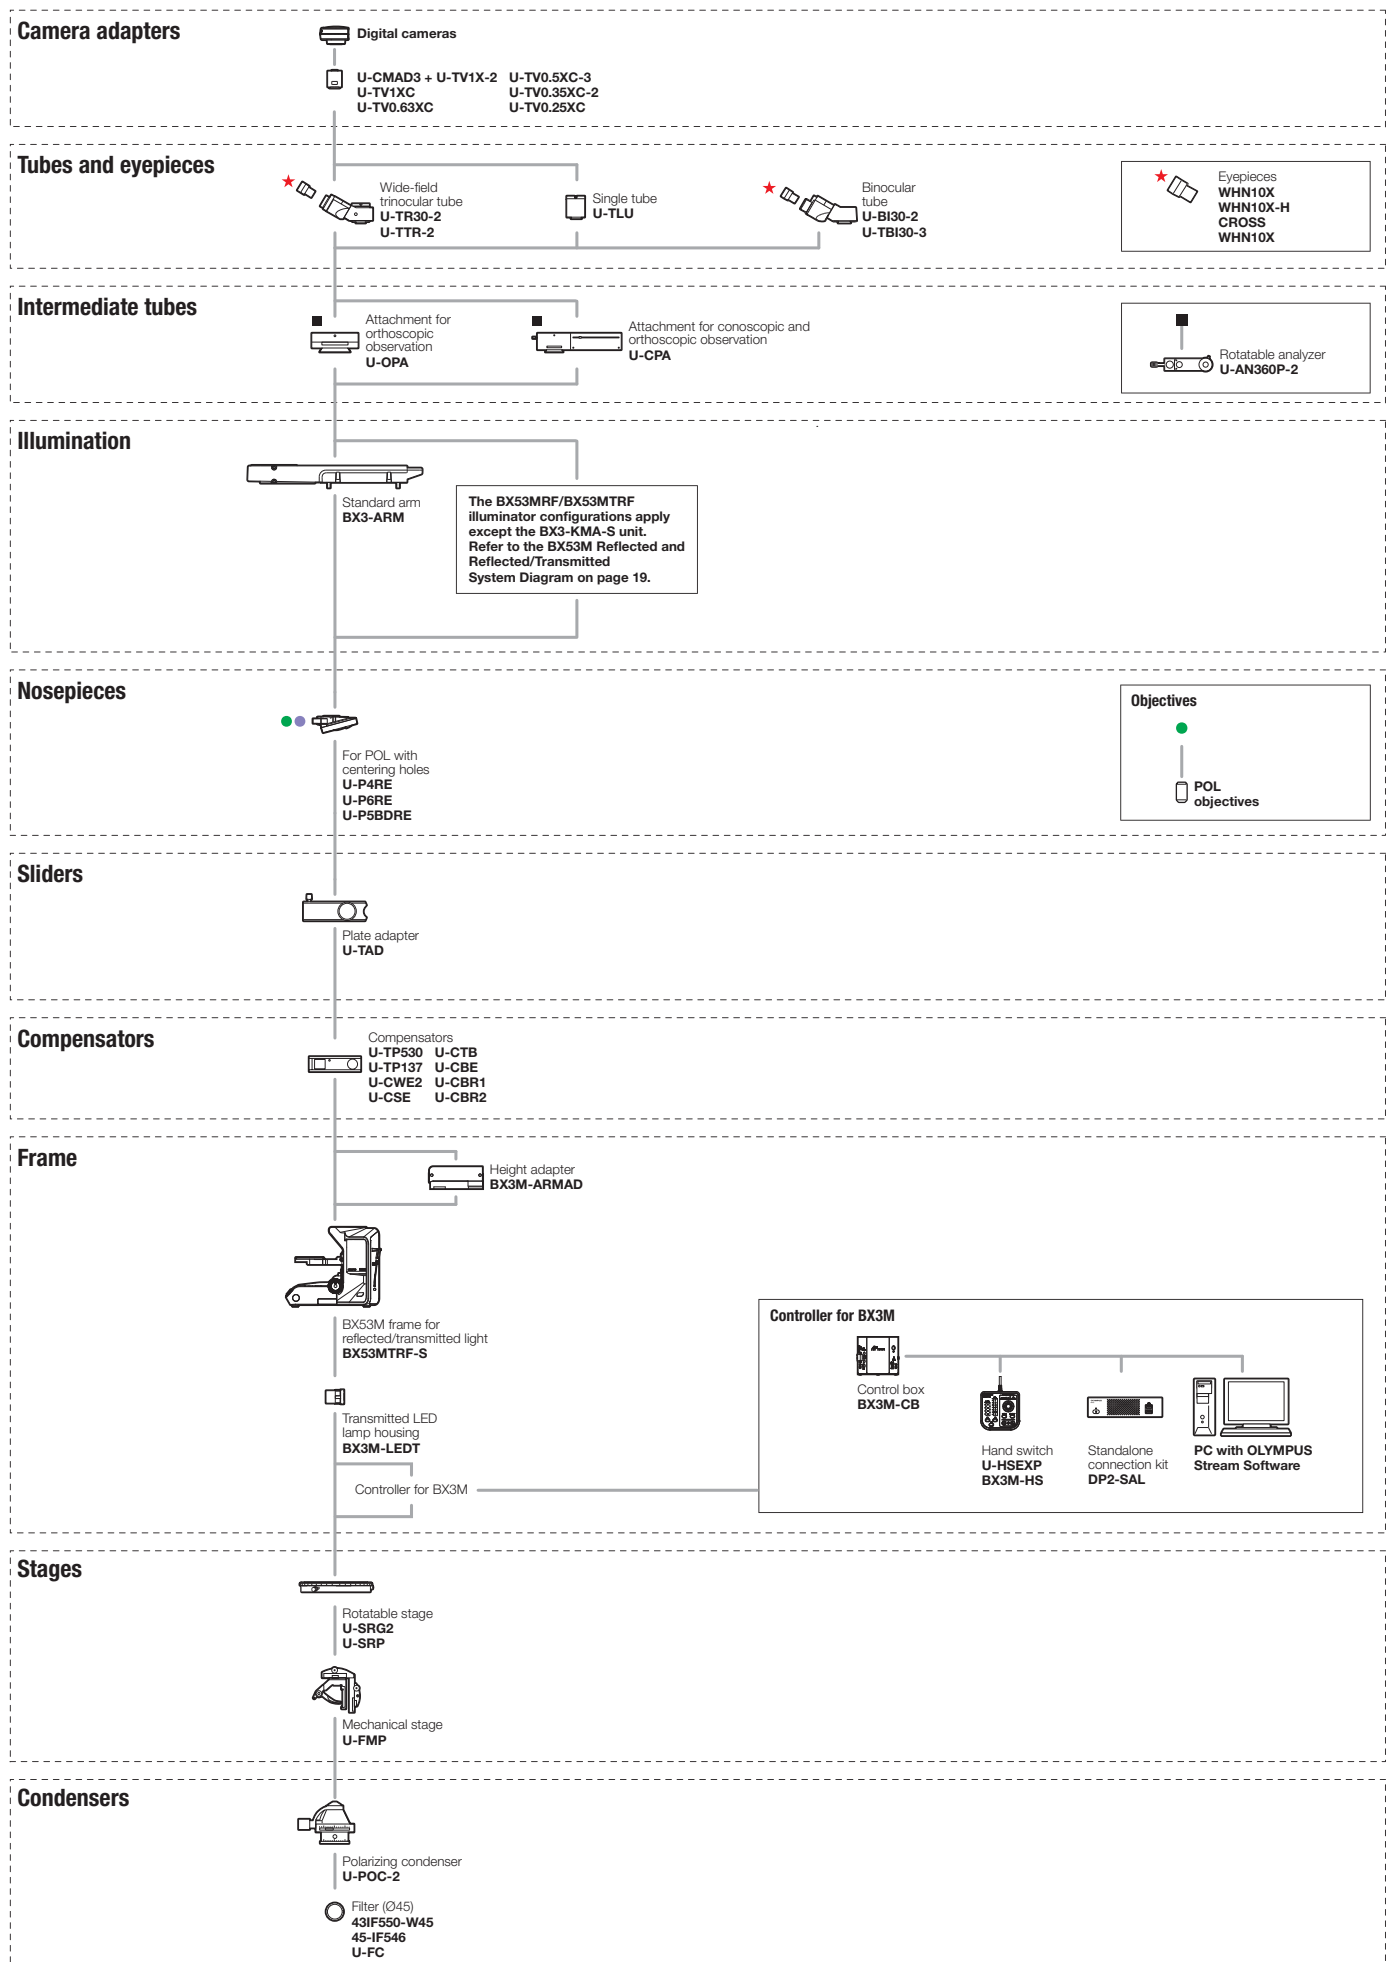 Camera adapters
Digital cameras
U-CMAD3 + U-TV1X-2 U-TV0.5XC-3
U-TV1XC U-TV0.35XC-2
U-TV0.63XC U-TV0.25XC
Tubes and eyepieces
Wide-field
trinocular tube
U-TR30-2
U-TTR-2
Single tube
U-TLU
Binocular
tube
U-BI30-2
U-TBI30-3
Eyepieces
WHN10X
WHN10X-H
CROSS
WHN10X
Intermediate tubes
Attachment for
orthoscopic
observation
U-OPA
Attachment for conoscopic and
orthoscopic observation
U-CPA
Rotatable analyzer
U-AN360P-2
Illumination
Standard arm
BX3-ARM
The BX53MRF/BX53MTRF
illuminator configurations apply
except the BX3-KMA-S unit.
Refer to the BX53M Reflected and
Reflected/Transmitted
System Diagram on page 19.
Nosepieces
For POL with
centering holes
U-P4RE
U-P6RE
U-P5BDRE
Objectives
POL
objectives
Sliders
Plate adapter
U-TAD
Compensators
Compensators
U-TP530 U-CTB
U-TP137 U-CBE
U-CWE2 U-CBR1
U-CSE U-CBR2
Frame
Height adapter
BX3M-ARMAD
BX53M frame for
reflected/transmitted light
BX53MTRF-S
Transmitted LED
lamp housing
BX3M-LEDT
Controller for BX3M
Controller for BX3M
Control box
BX3M-CB
Hand switch
U-HSEXP
BX3M-HS
Standalone
connection kit
DP2-SAL
PC with OLYMPUS
Stream Software
Stages
Rotatable stage
U-SRG2
U-SRP
Mechanical stage
U-FMP
Condensers
Polarizing condenser
U-POC-2
Filter (Ø45)
43IF550-W45
45-IF546
U-FC